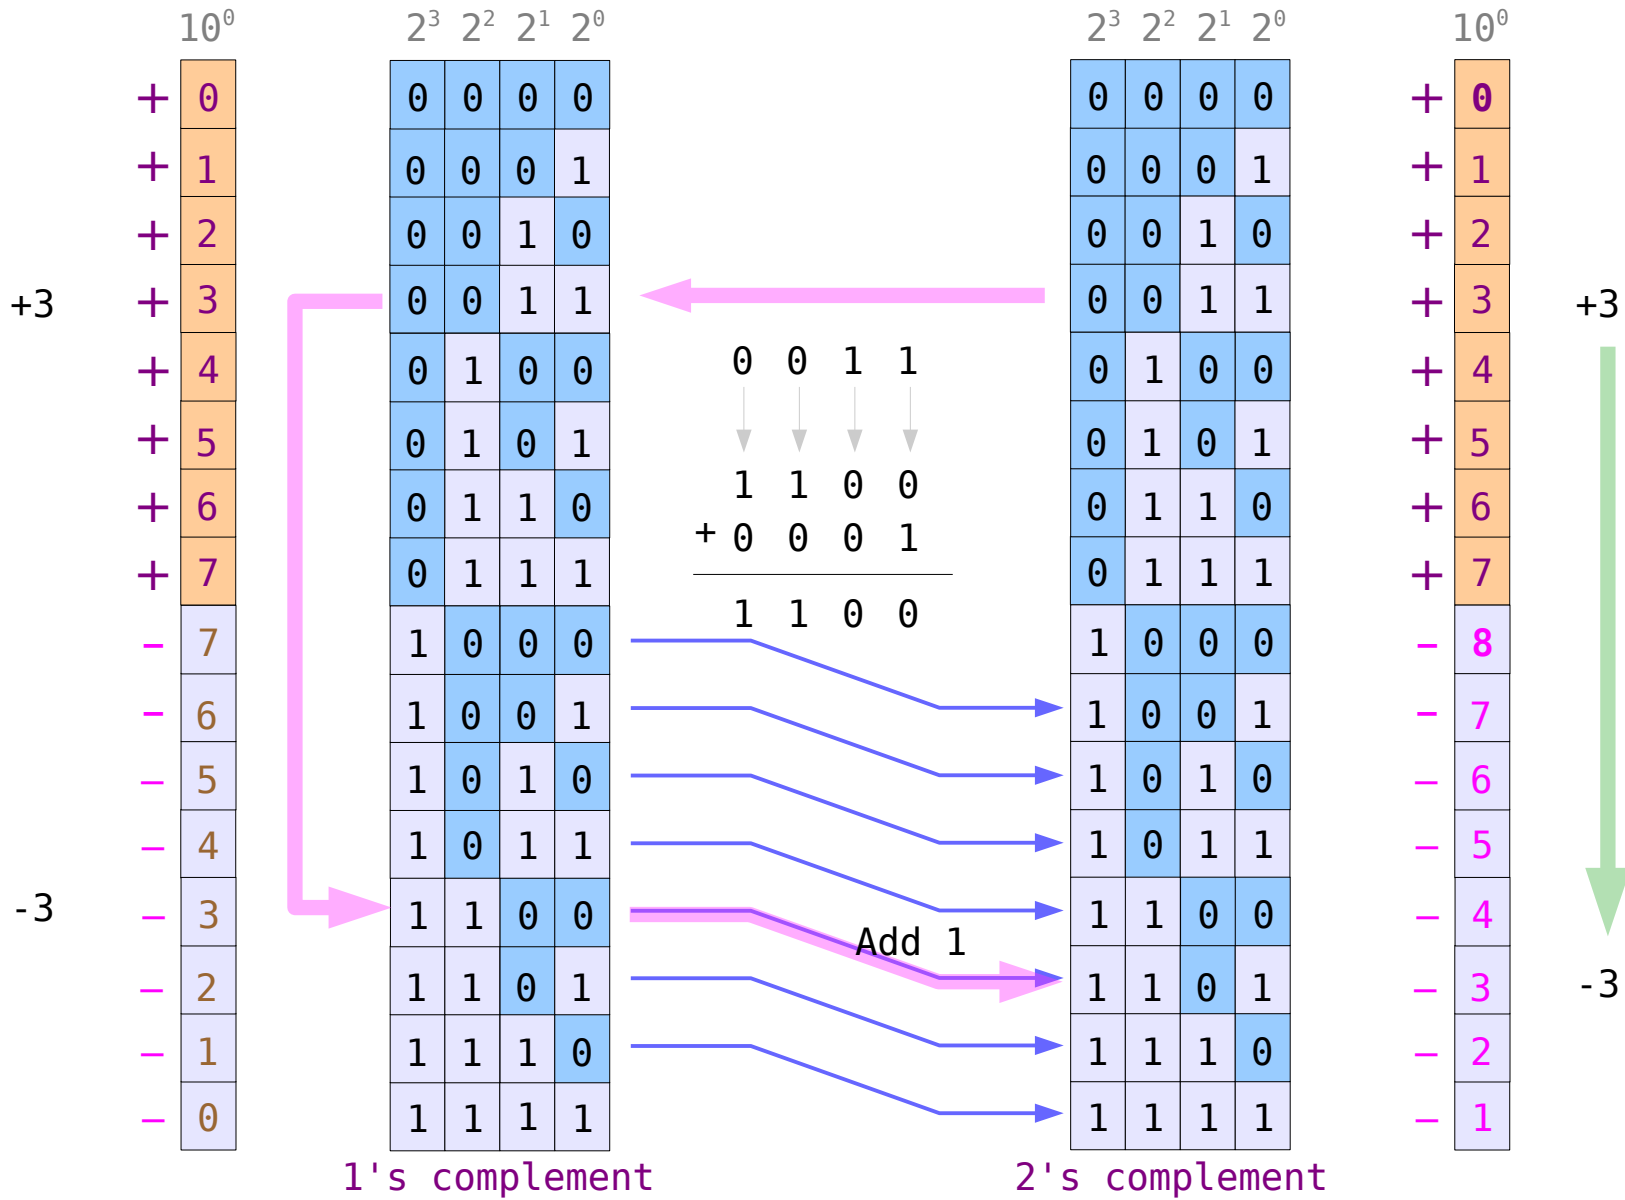 10⁰ 2³ 2² 2¹ 2⁰ 2³ 2² 2¹ 2⁰ 10⁰
+ 0 0 0 0 0 0 0 0 0 + 0
+ 1 0 0 0 1 0 0 0 1 + 1
+ 2 0 0 1 0 0 0 1 0 + 2
+3 + 3 0 0 1 1 0 0 1 1 + 3 +3
0 0 1 1
+ 4 0 1 0 0 0 1 0 0 + 4
+ 5 0 1 0 1 0 1 0 1 + 5
1 1 0 0
+ 6 0 1 1 0 0 1 1 0 + 6
+ 0 0 0 1
+ 7 0 1 1 1 0 1 1 1 + 7
1 1 0 0
− 7 1 0 0 0 1 0 0 0 − 8
− 6 1 0 0 1 1 0 0 1 − 7
− 5 1 0 1 0 1 0 1 0 − 6
− 4 1 0 1 1 1 0 1 1 − 5
-3 − 3 1 1 0 0 1 1 0 0 − 4
Add 1
− 2 1 1 0 1 1 1 0 1 − 3 -3
− 1 1 1 1 0 1 1 1 0 − 2
− 0 1 1 1 1 1 1 1 1 − 1
1's complement 2's complement